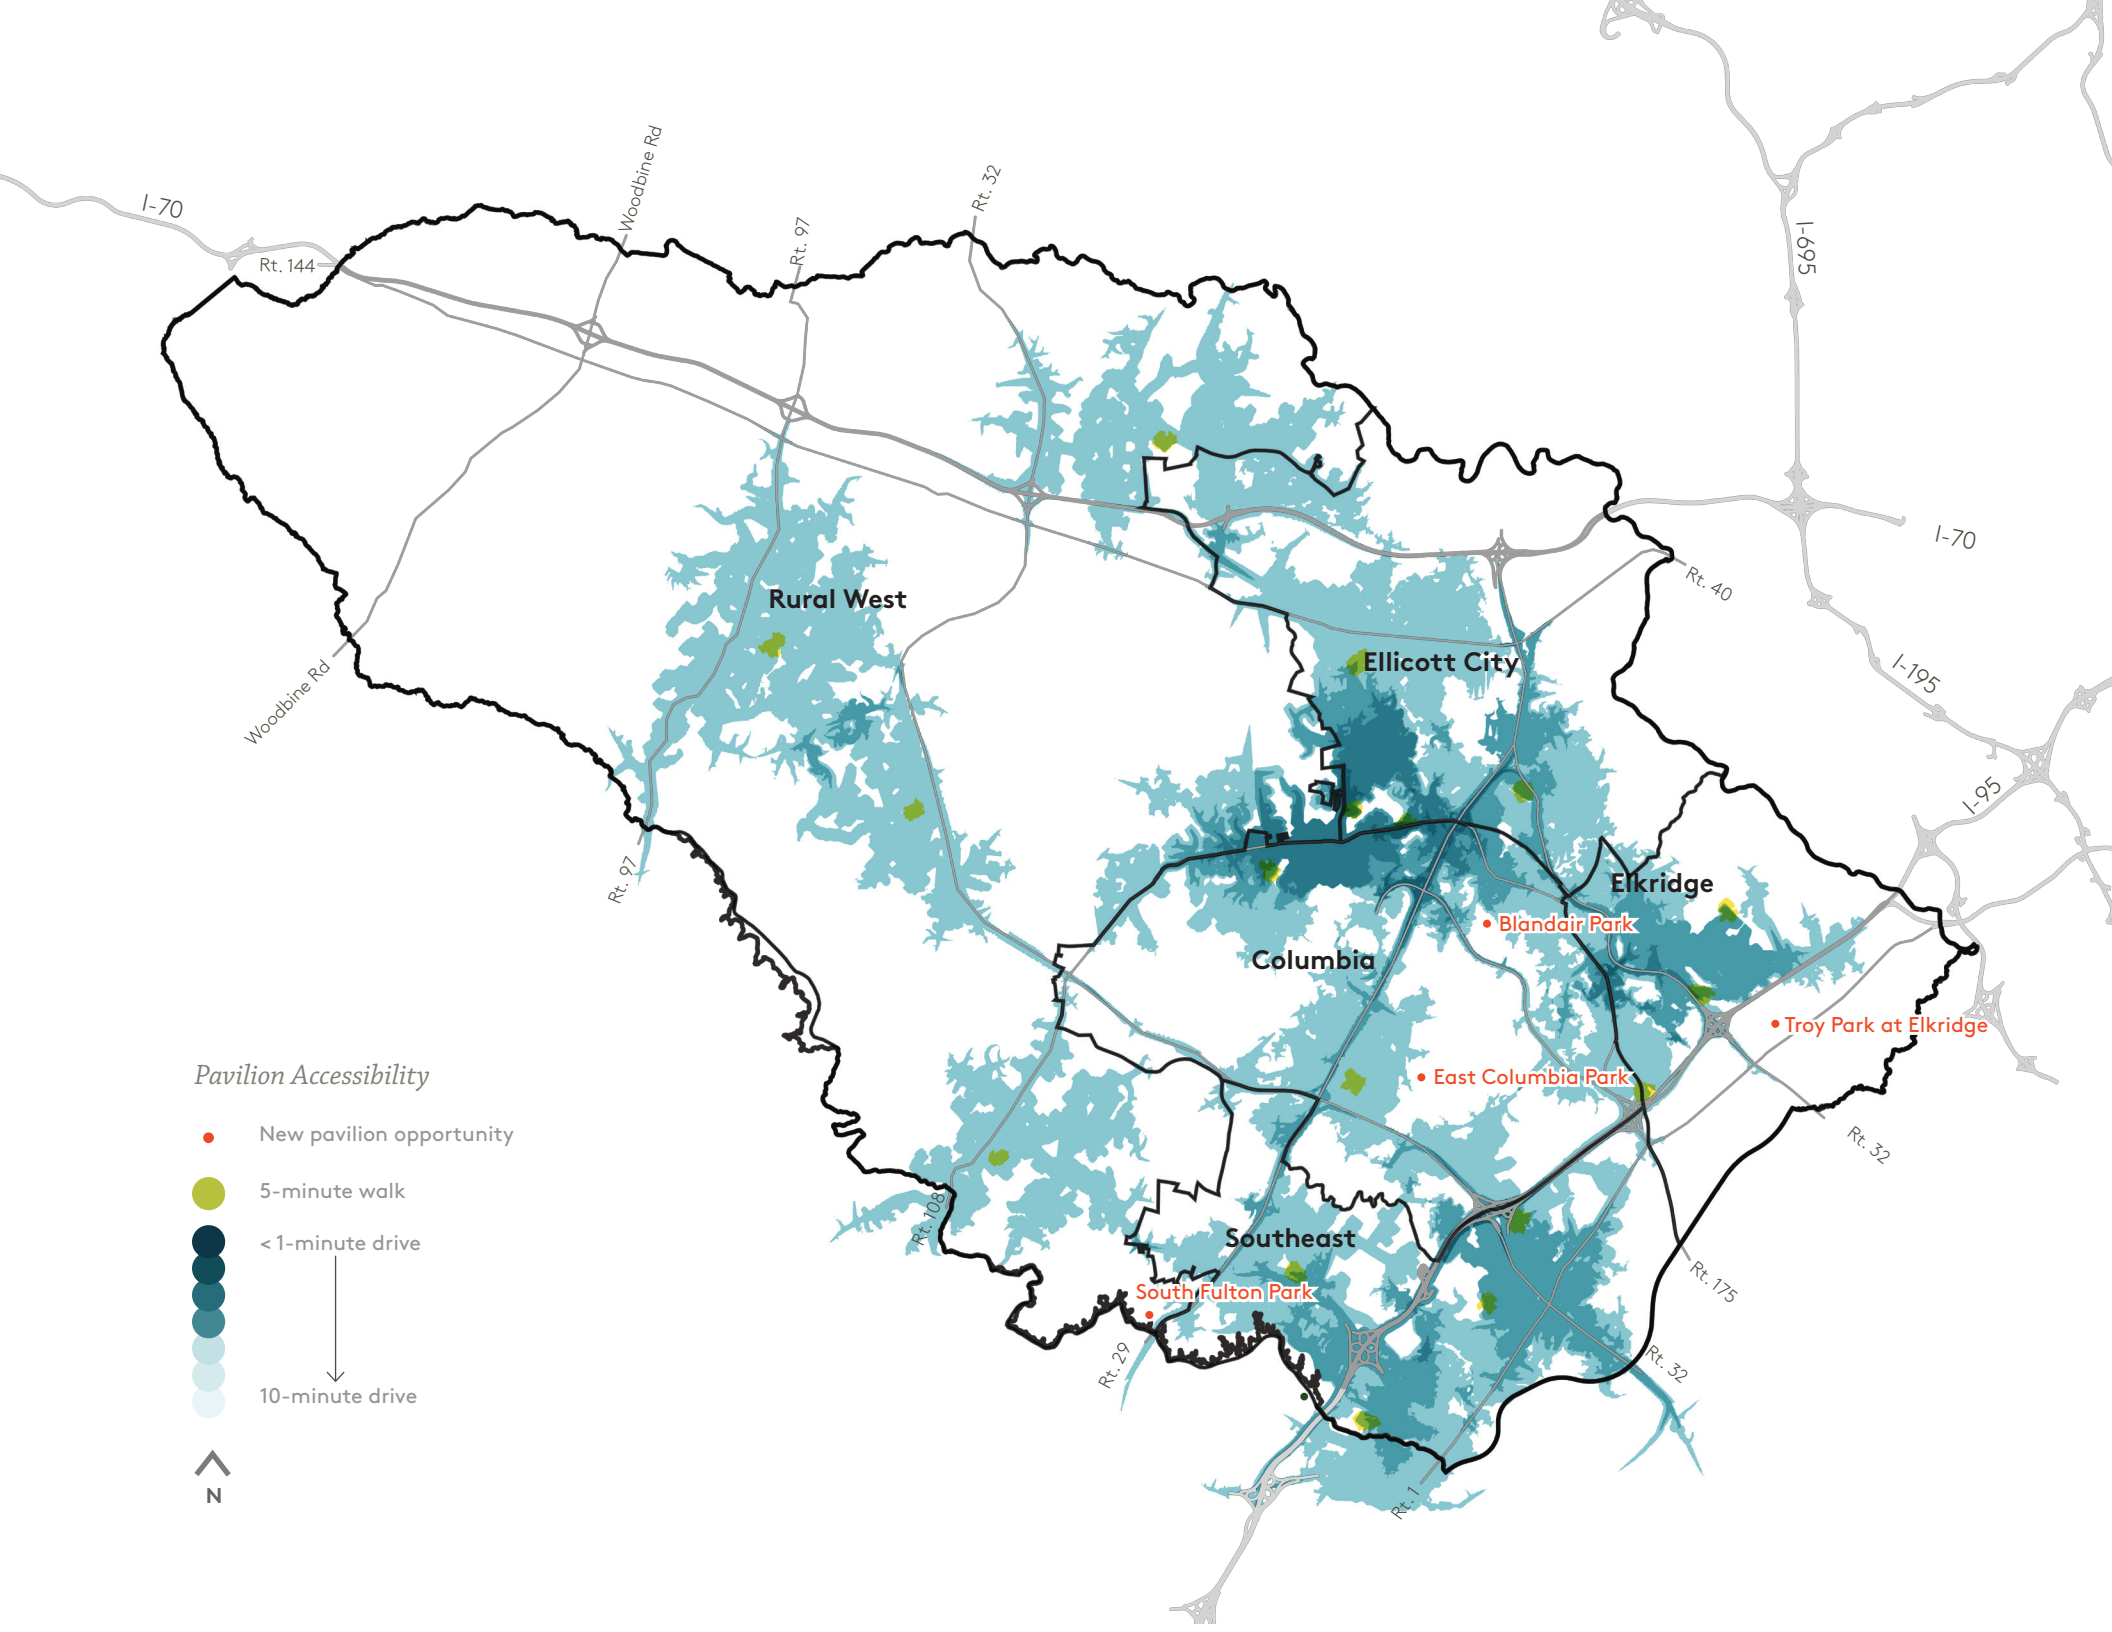 Woodbine Rd
Rt. 32
I-70
Rt. 97
I-695
Rt. 144
I-70
Rt. 40
Rural West
Ellicott City
Woodbine Rd
I-195
I-95
Rt. 97
Elkridge
Blandair Park
Columbia
Troy Park at Elkridge
East Columbia Park
Pavilion Accessibility
New pavilion opportunity
5-minute walk
< 1-minute drive
10-minute drive
N
Rt. 32
Rt. 108
Southeast
South Fulton Park
Rt. 175
Rt. 29
Rt. 32
Rt. 1